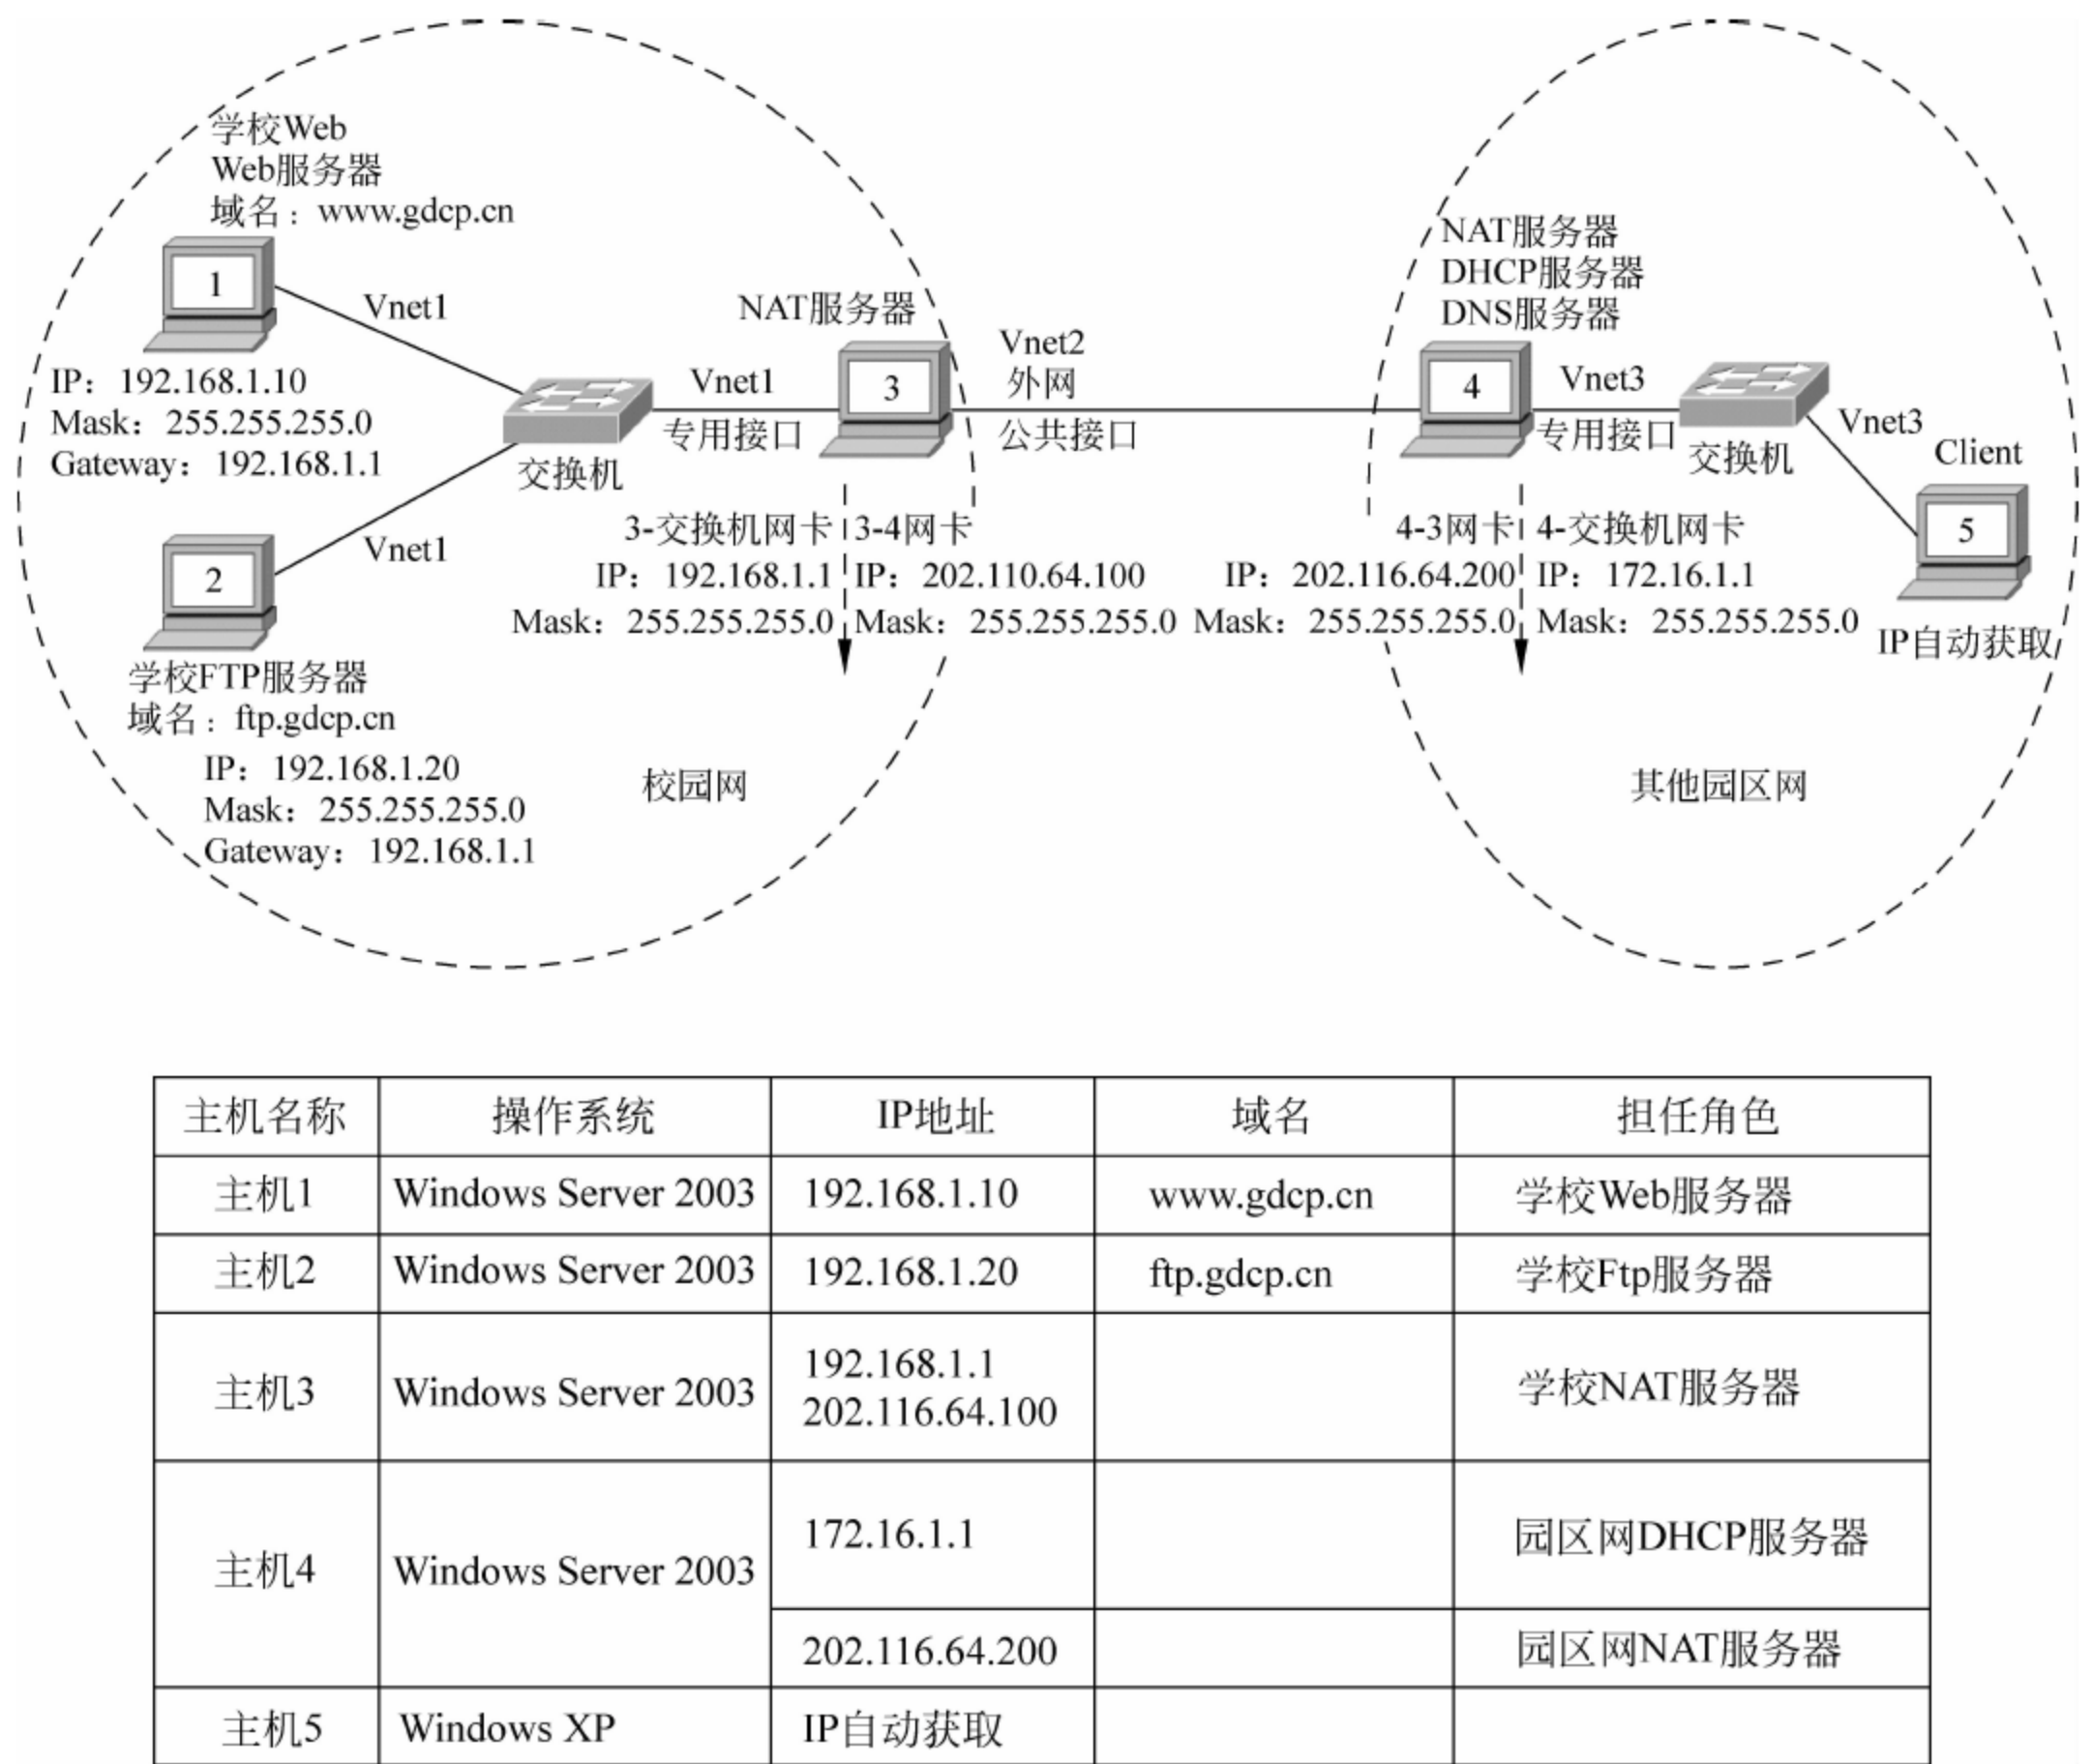 学校Web
Web服务器
域名：www.gdcp.cn
1
Vnet1
IP：192.168.1.10
Mask：255.255.255.0
Gateway：192.168.1.1
交换机
Vnet1
专用接口
NAT服务器
3
Vnet2
外网
公共接口
NAT服务器
DHCP服务器
DNS服务器
4
Vnet3
专用接口
交换机
Vnet3
Client
5
IP自动获取
Vnet1
2
学校FTP服务器
域名：ftp.gdcp.cn
IP：192.168.1.20
Mask：255.255.255.0
Gateway：192.168.1.1
3-交换机网卡
IP：192.168.1.1
Mask：255.255.255.0
3-4网卡
IP：202.110.64.100
Mask：255.255.255.0
4-3网卡
IP：202.116.64.200
Mask：255.255.255.0
4-交换机网卡
IP：172.16.1.1
Mask：255.255.255.0
校园网
其他园区网
主机名称 操作系统 IP地址 域名 担任角色
主机1 Windows Server 2003 192.168.1.10 www.gdcp.cn 学校Web服务器
主机2 Windows Server 2003 192.168.1.20 ftp.gdcp.cn 学校Ftp服务器
主机3 Windows Server 2003 192.168.1.1
202.116.64.100 学校NAT服务器
主机4 Windows Server 2003 172.16.1.1 园区网DHCP服务器
202.116.64.200 园区网NAT服务器
主机5 Windows XP IP自动获取